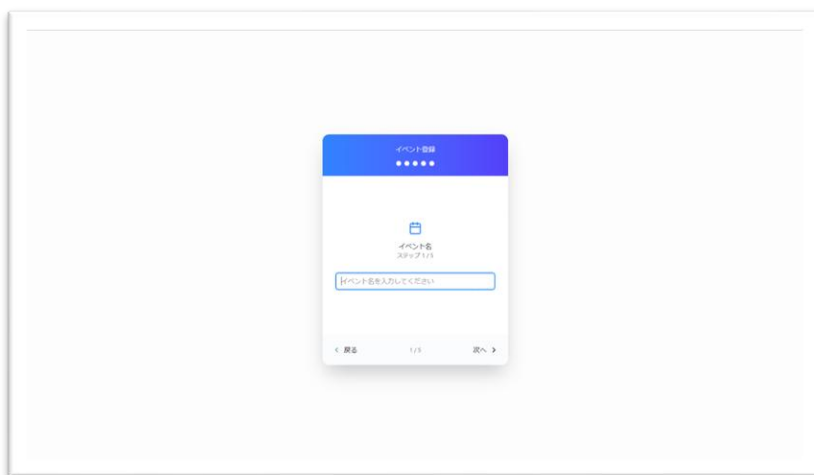 イベント登録
イベント名
ステップ 1 / 5
イベント名を入力してください
戻る
1 / 5
次へ